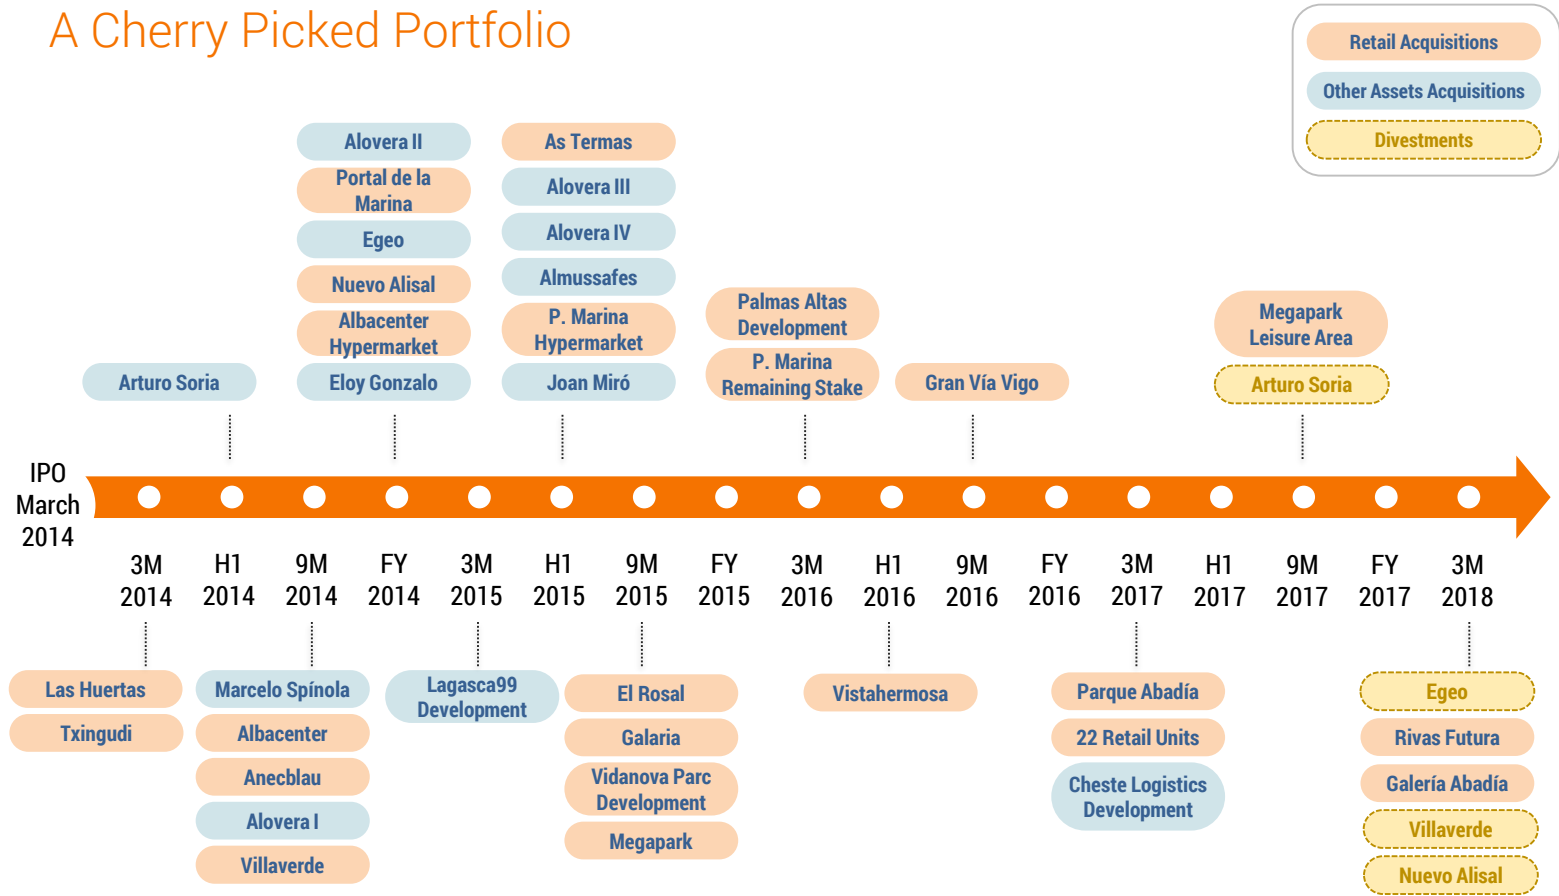 A Cherry Picked Portfolio
Retail Acquisitions
Other Assets Acquisitions
Divestments
Arturo Soria
Alovera II
Portal de la
Marina
Egeo
Nuevo Alisal
Albacenter
Hypermarket
Eloy Gonzalo
As Termas
Alovera III
Alovera IV
Almussafes
P. Marina
Hypermarket
Joan Miró
Palmas Altas
Development
P. Marina
Remaining Stake
Gran Vía Vigo
Megapark
Leisure Area
Arturo Soria
IPO
March
2014
3M
2014
H1
2014
9M
2014
FY
2014
3M
2015
H1
2015
9M
2015
FY
2015
3M
2016
H1
2016
9M
2016
FY
2016
3M
2017
H1
2017
9M
2017
FY
2017
3M
2018
Las Huertas
Txingudi
Marcelo Spínola
Albacenter
Anecblau
Alovera I
Villaverde
Lagasca99
Development
El Rosal
Galaria
Vidanova Parc
Development
Megapark
Vistahermosa
Parque Abadía
22 Retail Units
Cheste Logistics
Development
Egeo
Rivas Futura
Galería Abadía
Villaverde
Nuevo Alisal